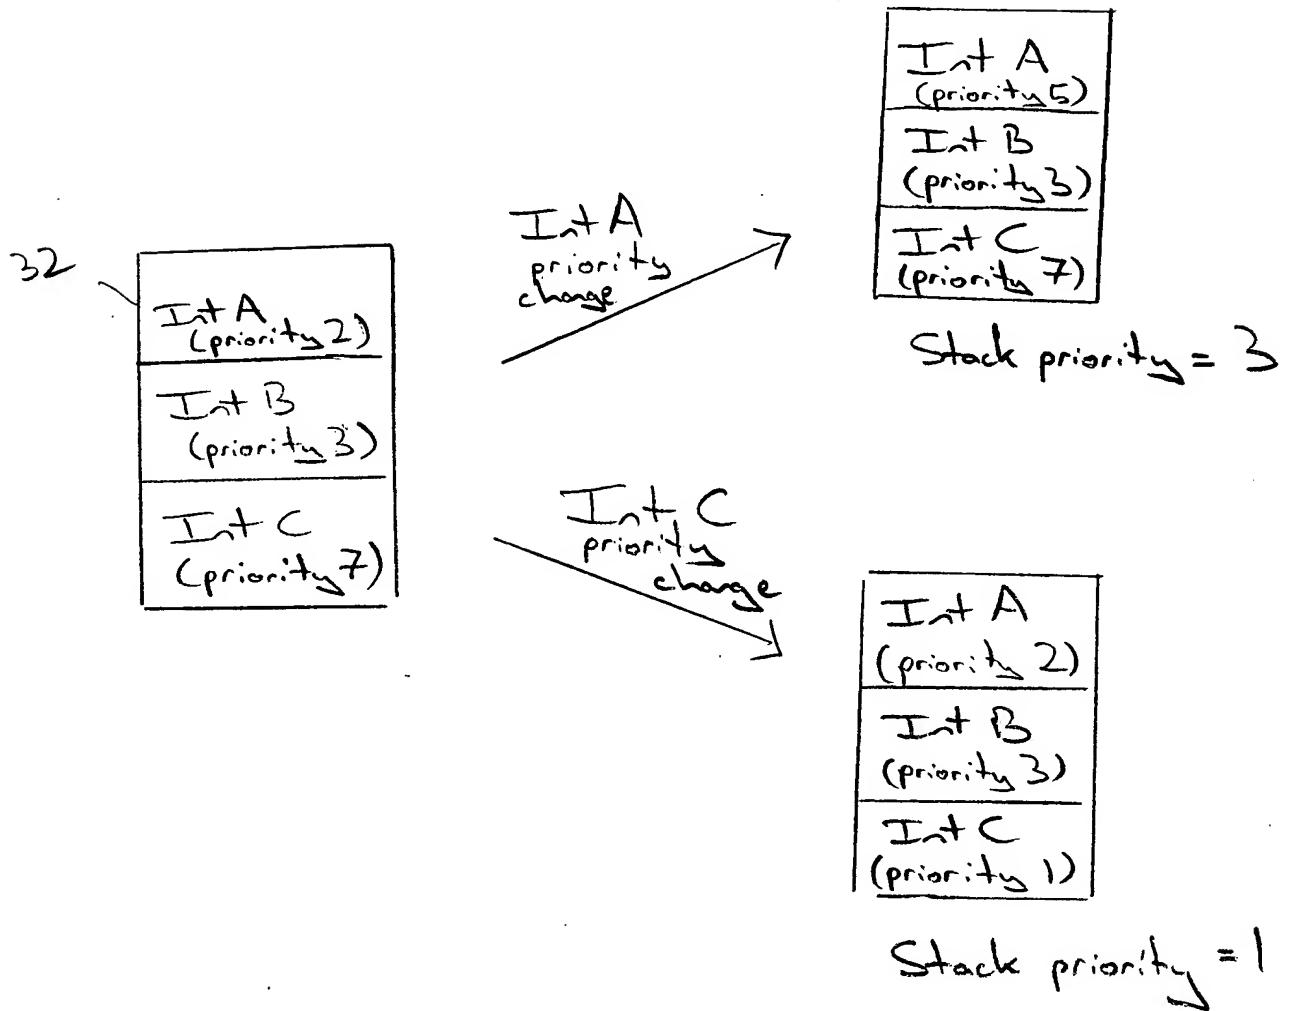 32
Int A
(priority 2)
Int B
(priority 3)
Int C
(priority 7)
Int A
priority
change
Int C
priority
change
Int A
(priority 5)
Int B
(priority 3)
Int C
(priority 7)
Stack priority = 3
Int A
(priority 2)
Int B
(priority 3)
Int C
(priority 1)
Stack priority = 1